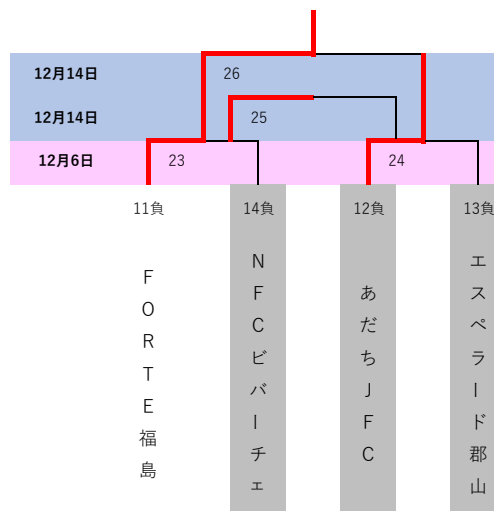 12月14日
26
12月14日
25
12月6日
23
24
11負
14負
12負
13負
FORTE福島
NFCビバーチェ
あだちJFC
エスペラード郡山